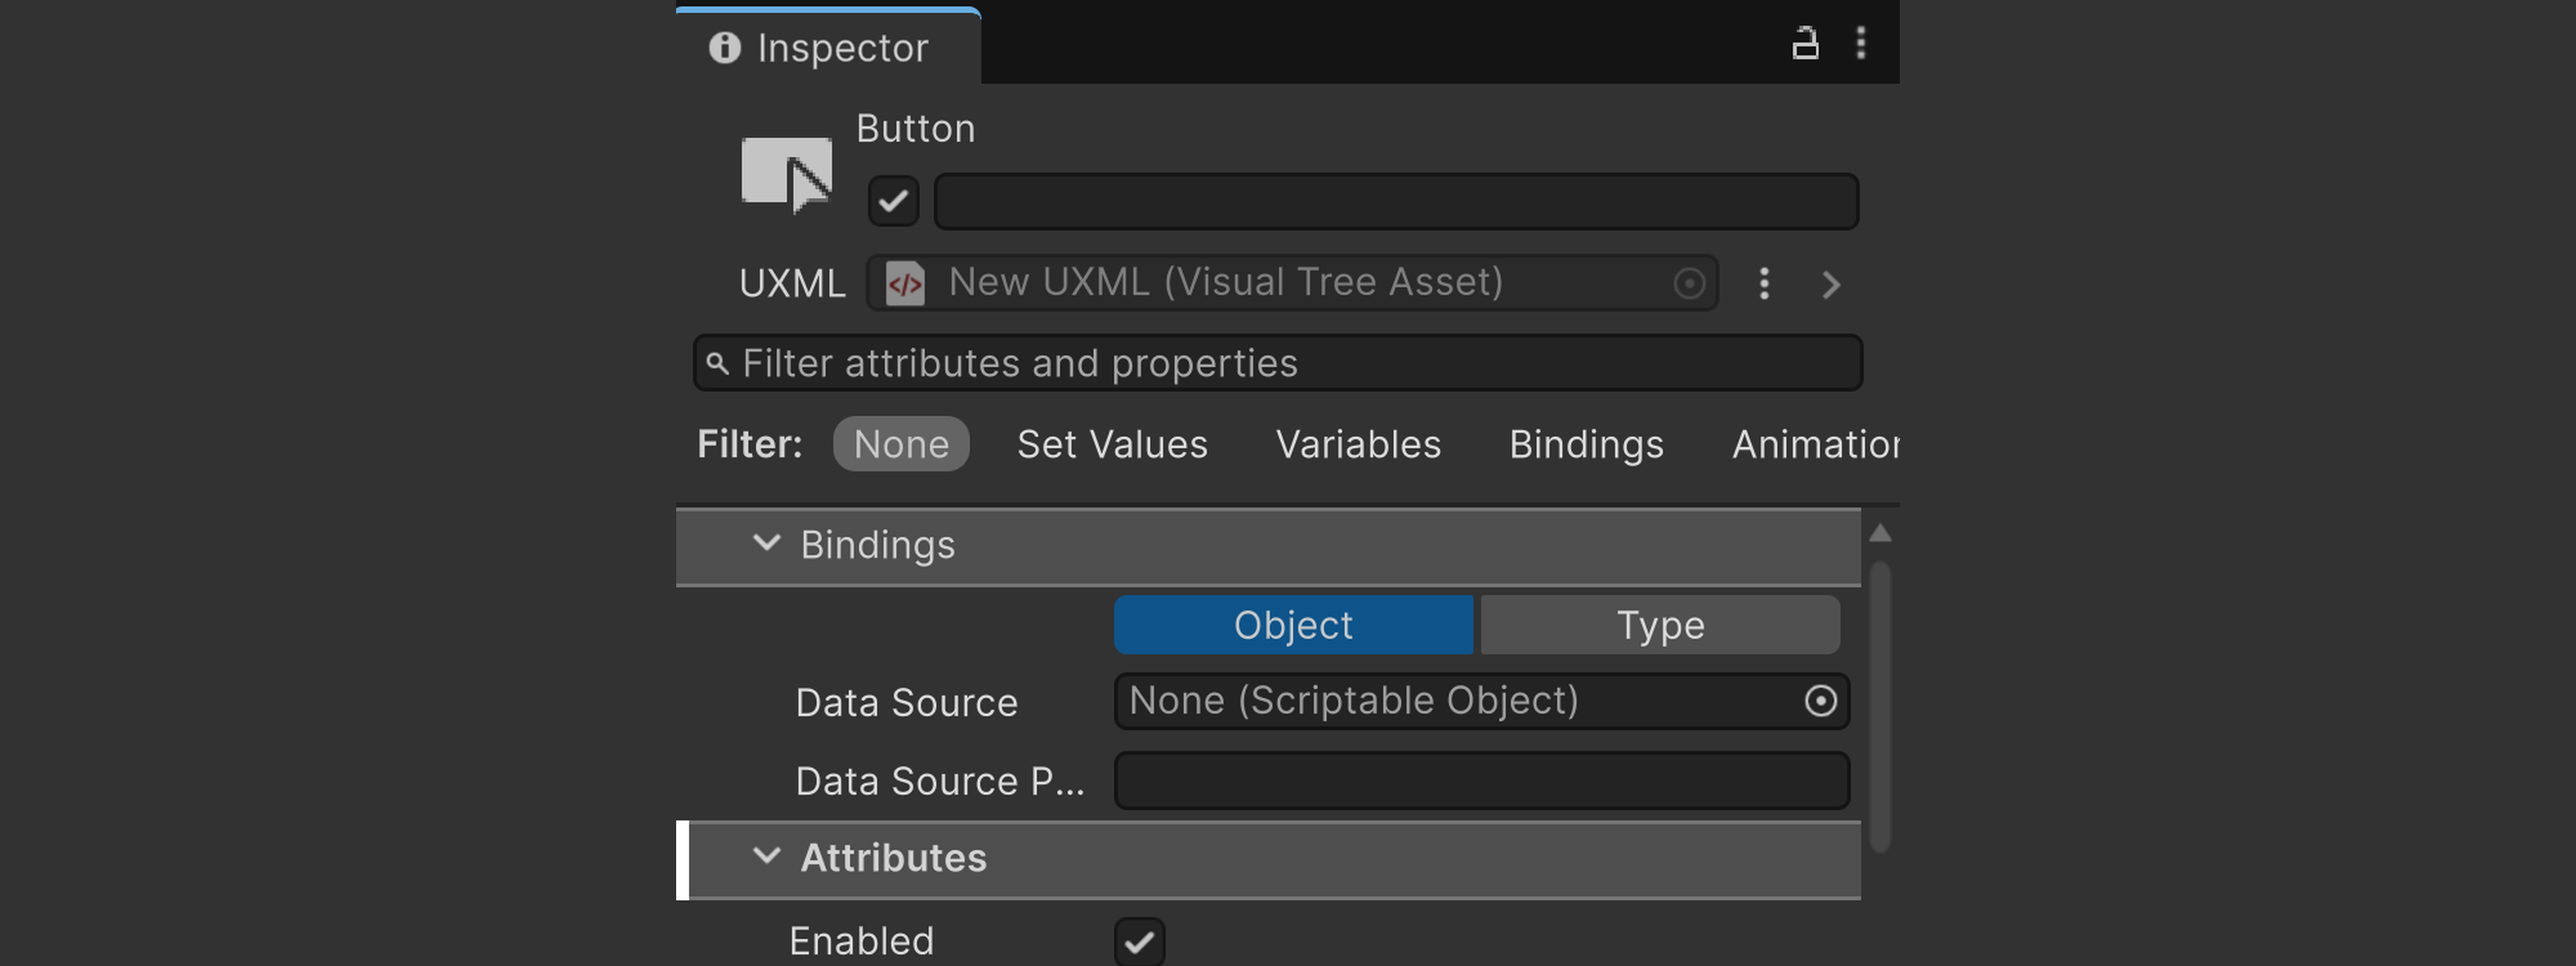 Inspector
Button
UXML New UXML (Visual Tree Asset)
Filter attributes and properties
Filter: None Set Values Variables Bindings Animation
Bindings
Object Type
Data Source None (Scriptable Object)
Data Source P...
Attributes
Enabled